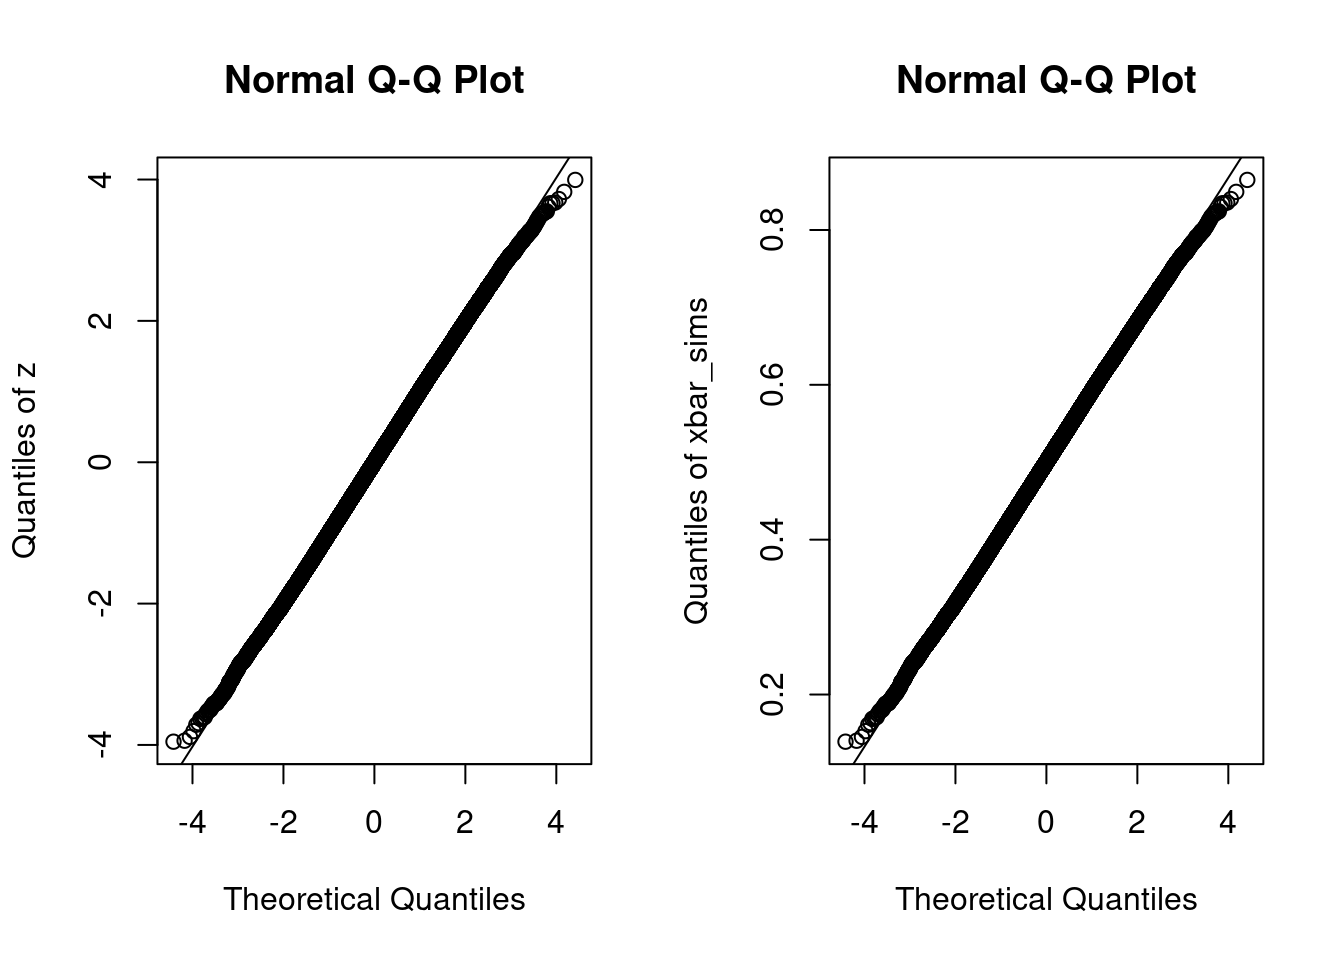 Normal Q-Q Plot
Quantiles of z
4
2
0
-2
-4
-4 -2 0 2 4
Theoretical Quantiles
Normal Q-Q Plot
Quantiles of xbar_sims
0.8
0.6
0.4
0.2
-4 -2 0 2 4
Theoretical Quantiles